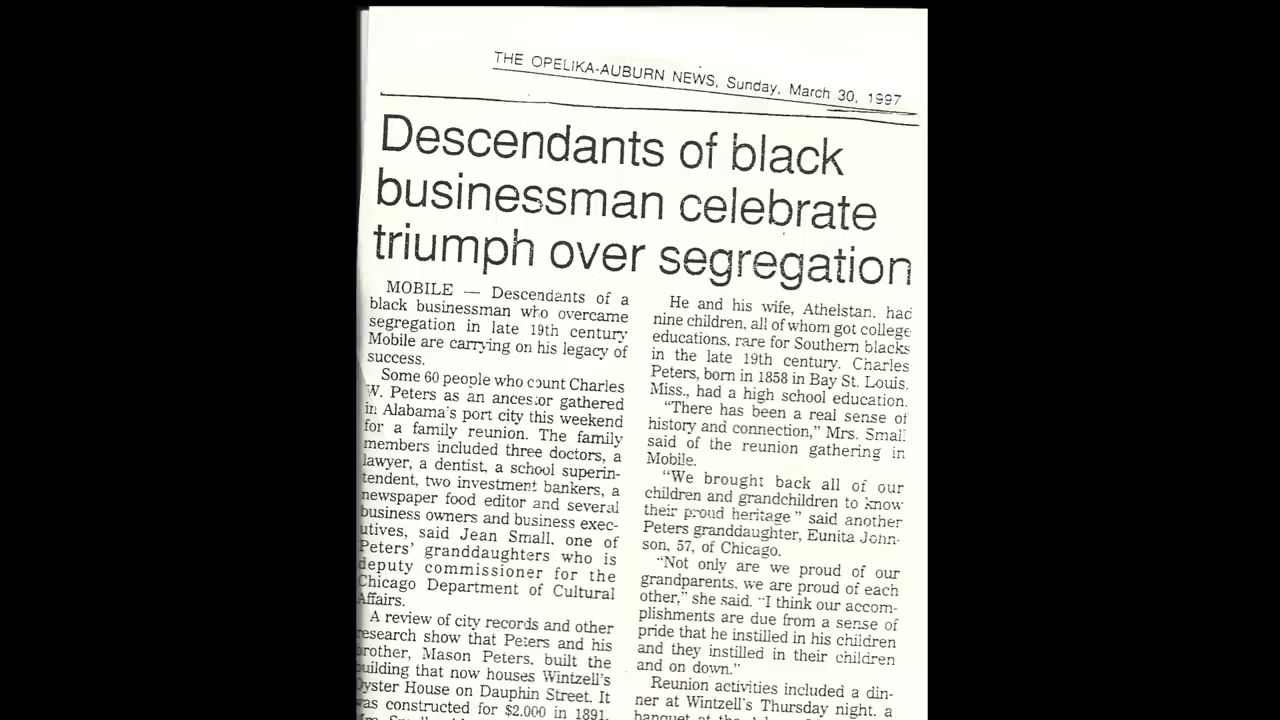 THE OPELIKA-AUBURN NEWS, Sunday, March 30, 1997
Descendants of black
businessman celebrate
triumph over segregation
MOBILE — Descendants of a
black businessman who overcame
segregation in late 19th century
Mobile are carrying on his legacy of
success.
Some 60 people who count Charles
W. Peters as an ancestor gathered
in Alabama's port city this weekend
for a family reunion. The family
members included three doctors, a
lawyer, a dentist, a school superin-
tendent, two investment bankers, a
newspaper food editor and several
business owners and business exec-
utives, said Jean Small, one of
Peters' granddaughters who is
deputy commissioner for the
Chicago Department of Cultural
Affairs.
A review of city records and other
research show that Peters and his
brother, Mason Peters, built the
building that now houses Wintzell's
Oyster House on Dauphin Street. It
was constructed for $2,000 in 1891,
He and his wife, Athelstan, had
nine children, all of whom got college
educations, rare for Southern blacks
in the late 19th century. Charles
Peters, born in 1858 in Bay St. Louis,
Miss., had a high school education.
"There has been a real sense of
history and connection," Mrs. Small
said of the reunion gathering in
Mobile.
"We brought back all of our
children and grandchildren to know
their proud heritage" said another
Peters granddaughter, Eunita John-
son, 57, of Chicago.
"Not only are we proud of our
grandparents, we are proud of each
other," she said. "I think our accom-
plishments are due from a sense of
pride that he instilled in his children
and they instilled in their children
and on down."
Reunion activities included a din-
ner at Wintzell's Thursday night, a
banquet at the